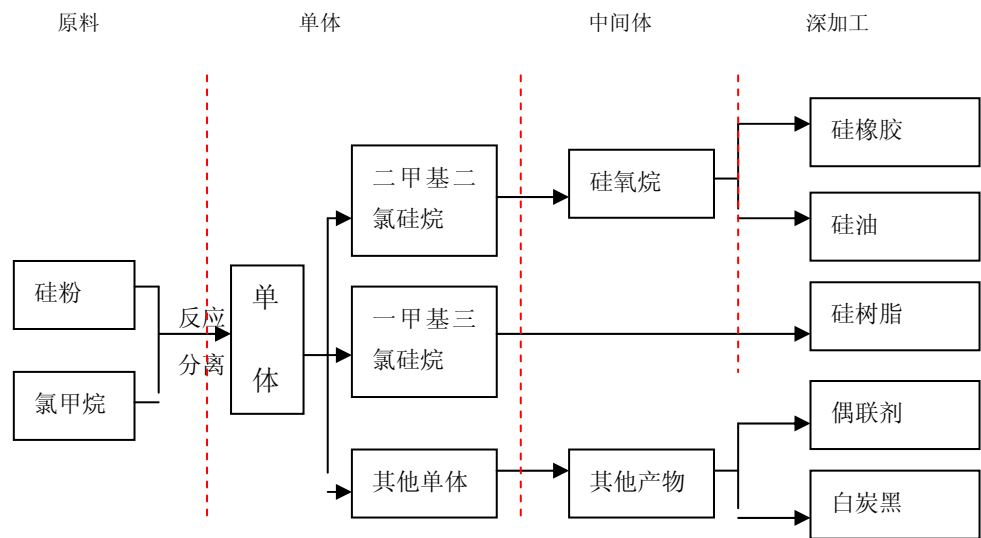 原料
单体
中间体
深加工
硅粉
氯甲烷
反应
分离
单
体
二甲基二
氯硅烷
一甲基三
氯硅烷
其他单体
硅氧烷
其他产物
硅橡胶
硅油
硅树脂
偶联剂
白炭黑